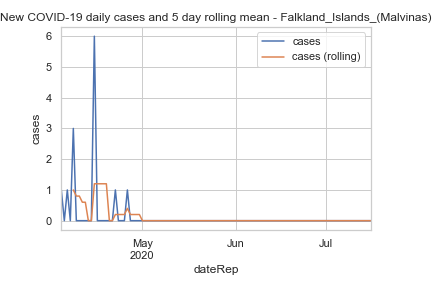 New COVID-19 daily cases and 5 day rolling mean - Falkland_Islands_(Malvinas)
cases
cases (rolling)
6
5
4
3
2
1
0
cases
May
2020
Jun
Jul
dateRep